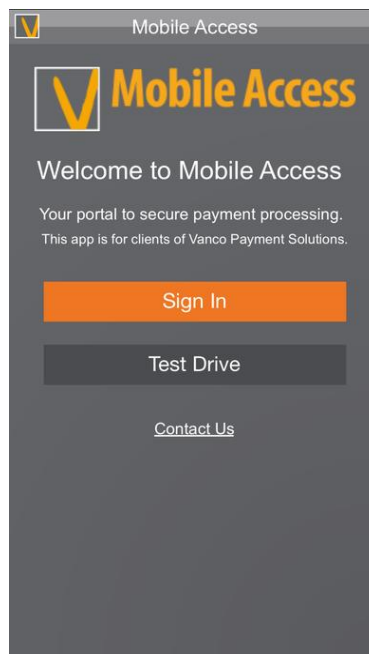 Mobile Access
V Mobile Access
Welcome to Mobile Access
Your portal to secure payment processing.
This app is for clients of Vanco Payment Solutions.
Sign In
Test Drive
Contact Us